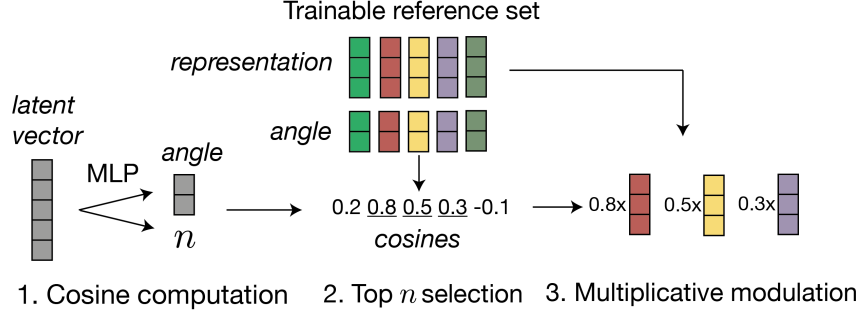 Trainable reference set
representation
latent
vector
angle
MLP
angle
n
0.2 0.8 0.5 0.3 -0.1
cosines
0.8x
0.5x
0.3x
1. Cosine computation
2. Top n selection
3. Multiplicative modulation